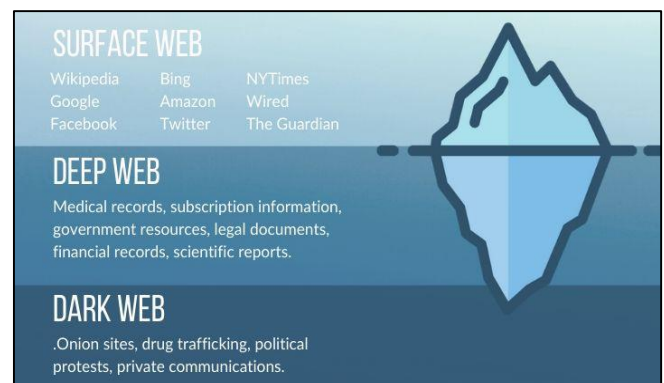 SURFACE WEB
Wikipedia Bing NYTimes
Google Amazon Wired
Facebook Twitter The Guardian
DEEP WEB
Medical records, subscription information,
government resources, legal documents,
financial records, scientific reports.
DARK WEB
.Onion sites, drug trafficking, political
protests, private communications.